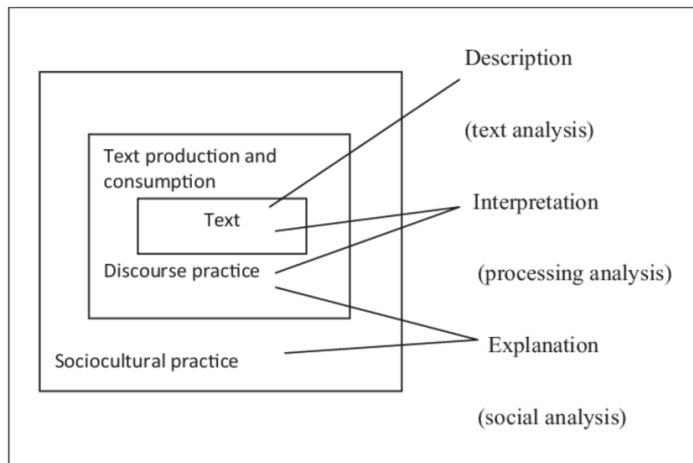 Description
(text analysis)
Text production and
consumption
Text
Interpretation
Discourse practice
(processing analysis)
Explanation
Sociocultural practice
(social analysis)